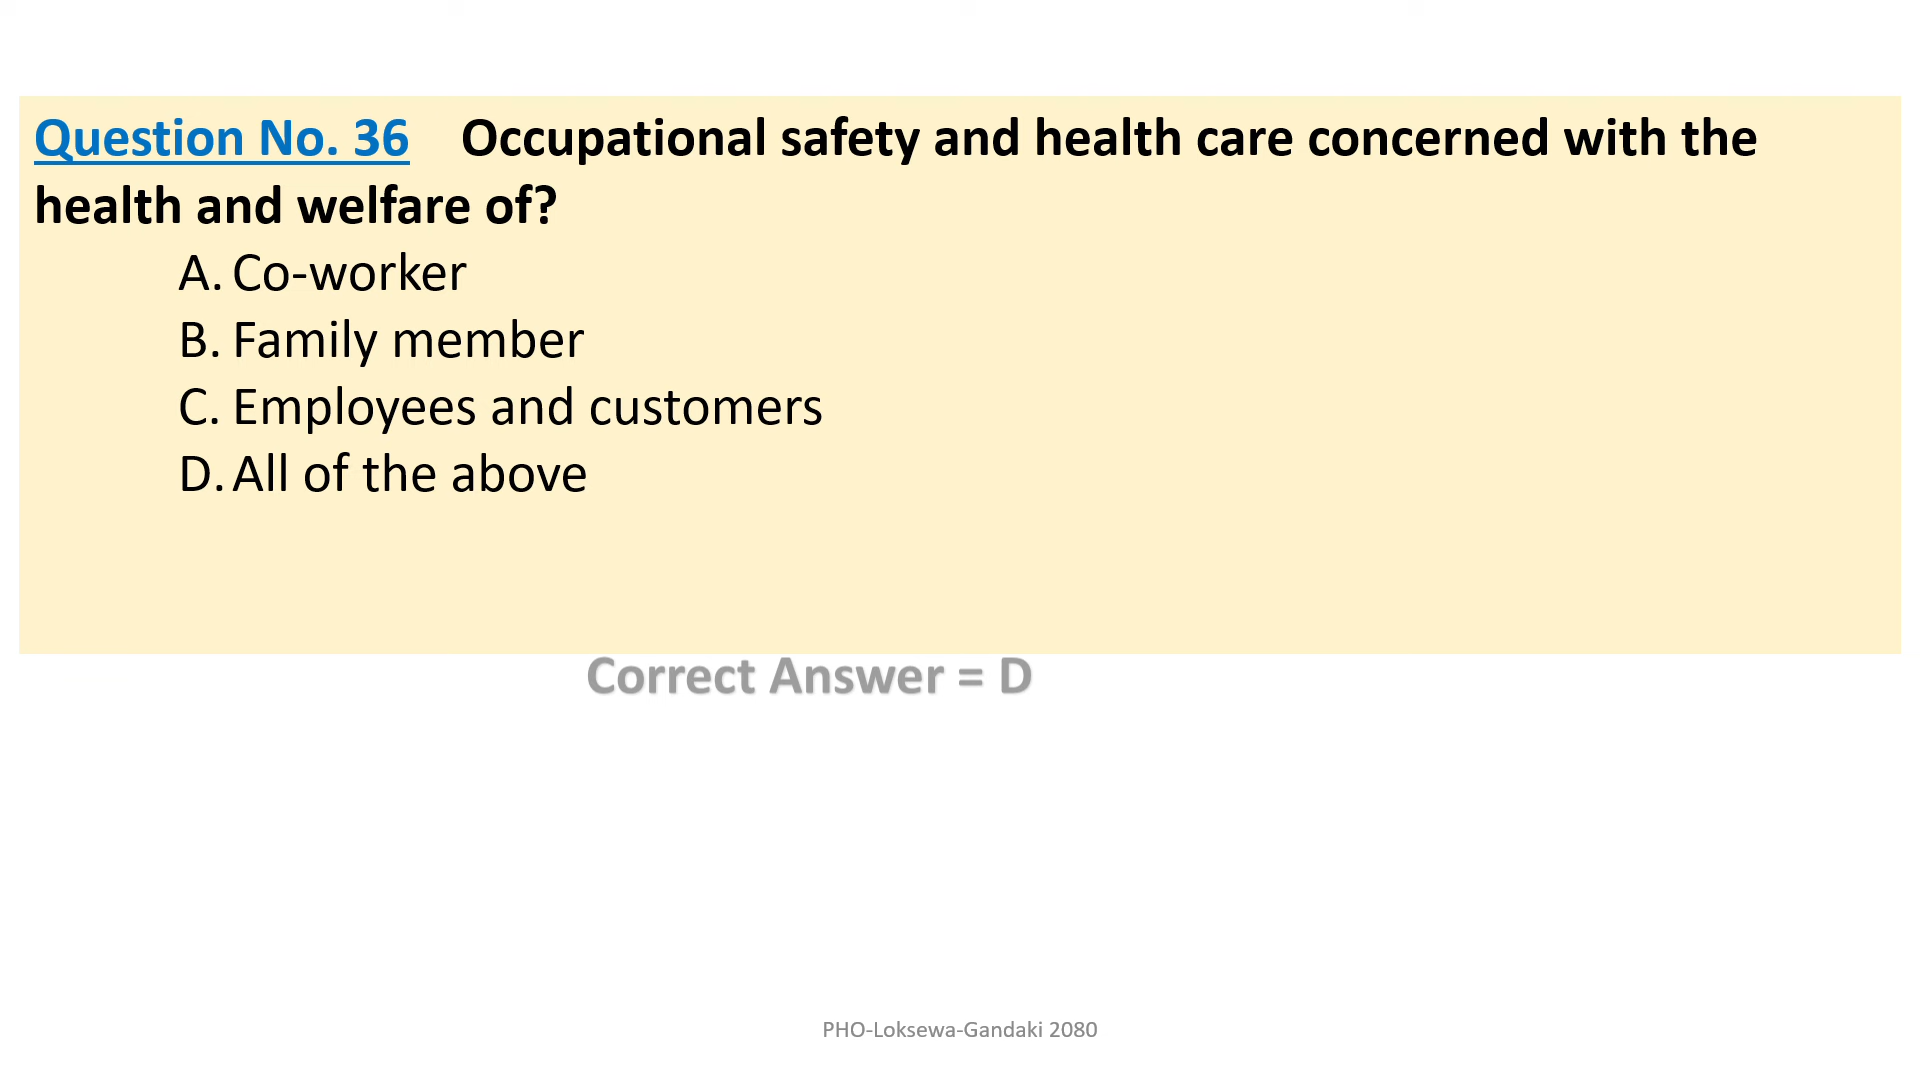 Question No. 36 Occupational safety and health care concerned with the
health and welfare of?
A. Co-worker
B. Family member
C. Employees and customers
D. All of the above
Correct Answer = D
PHO-Loksewa-Gandaki 2080